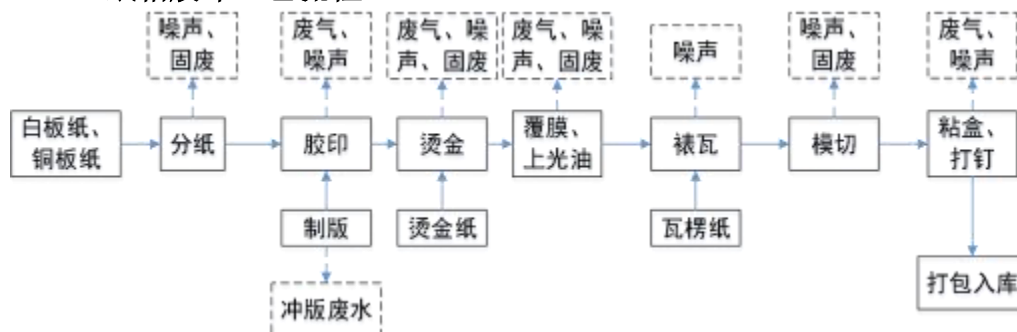 噪声、
固废
废气、
噪声
废气、噪
声、固废
废气、噪
声、固废
噪声
噪声、
固废
废气、
噪声
白板纸、
铜板纸
分纸
胶印
烫金
覆膜、
上光油
裱瓦
模切
粘盒、
打钉
制版
烫金纸
瓦楞纸
冲版废水
打包入库